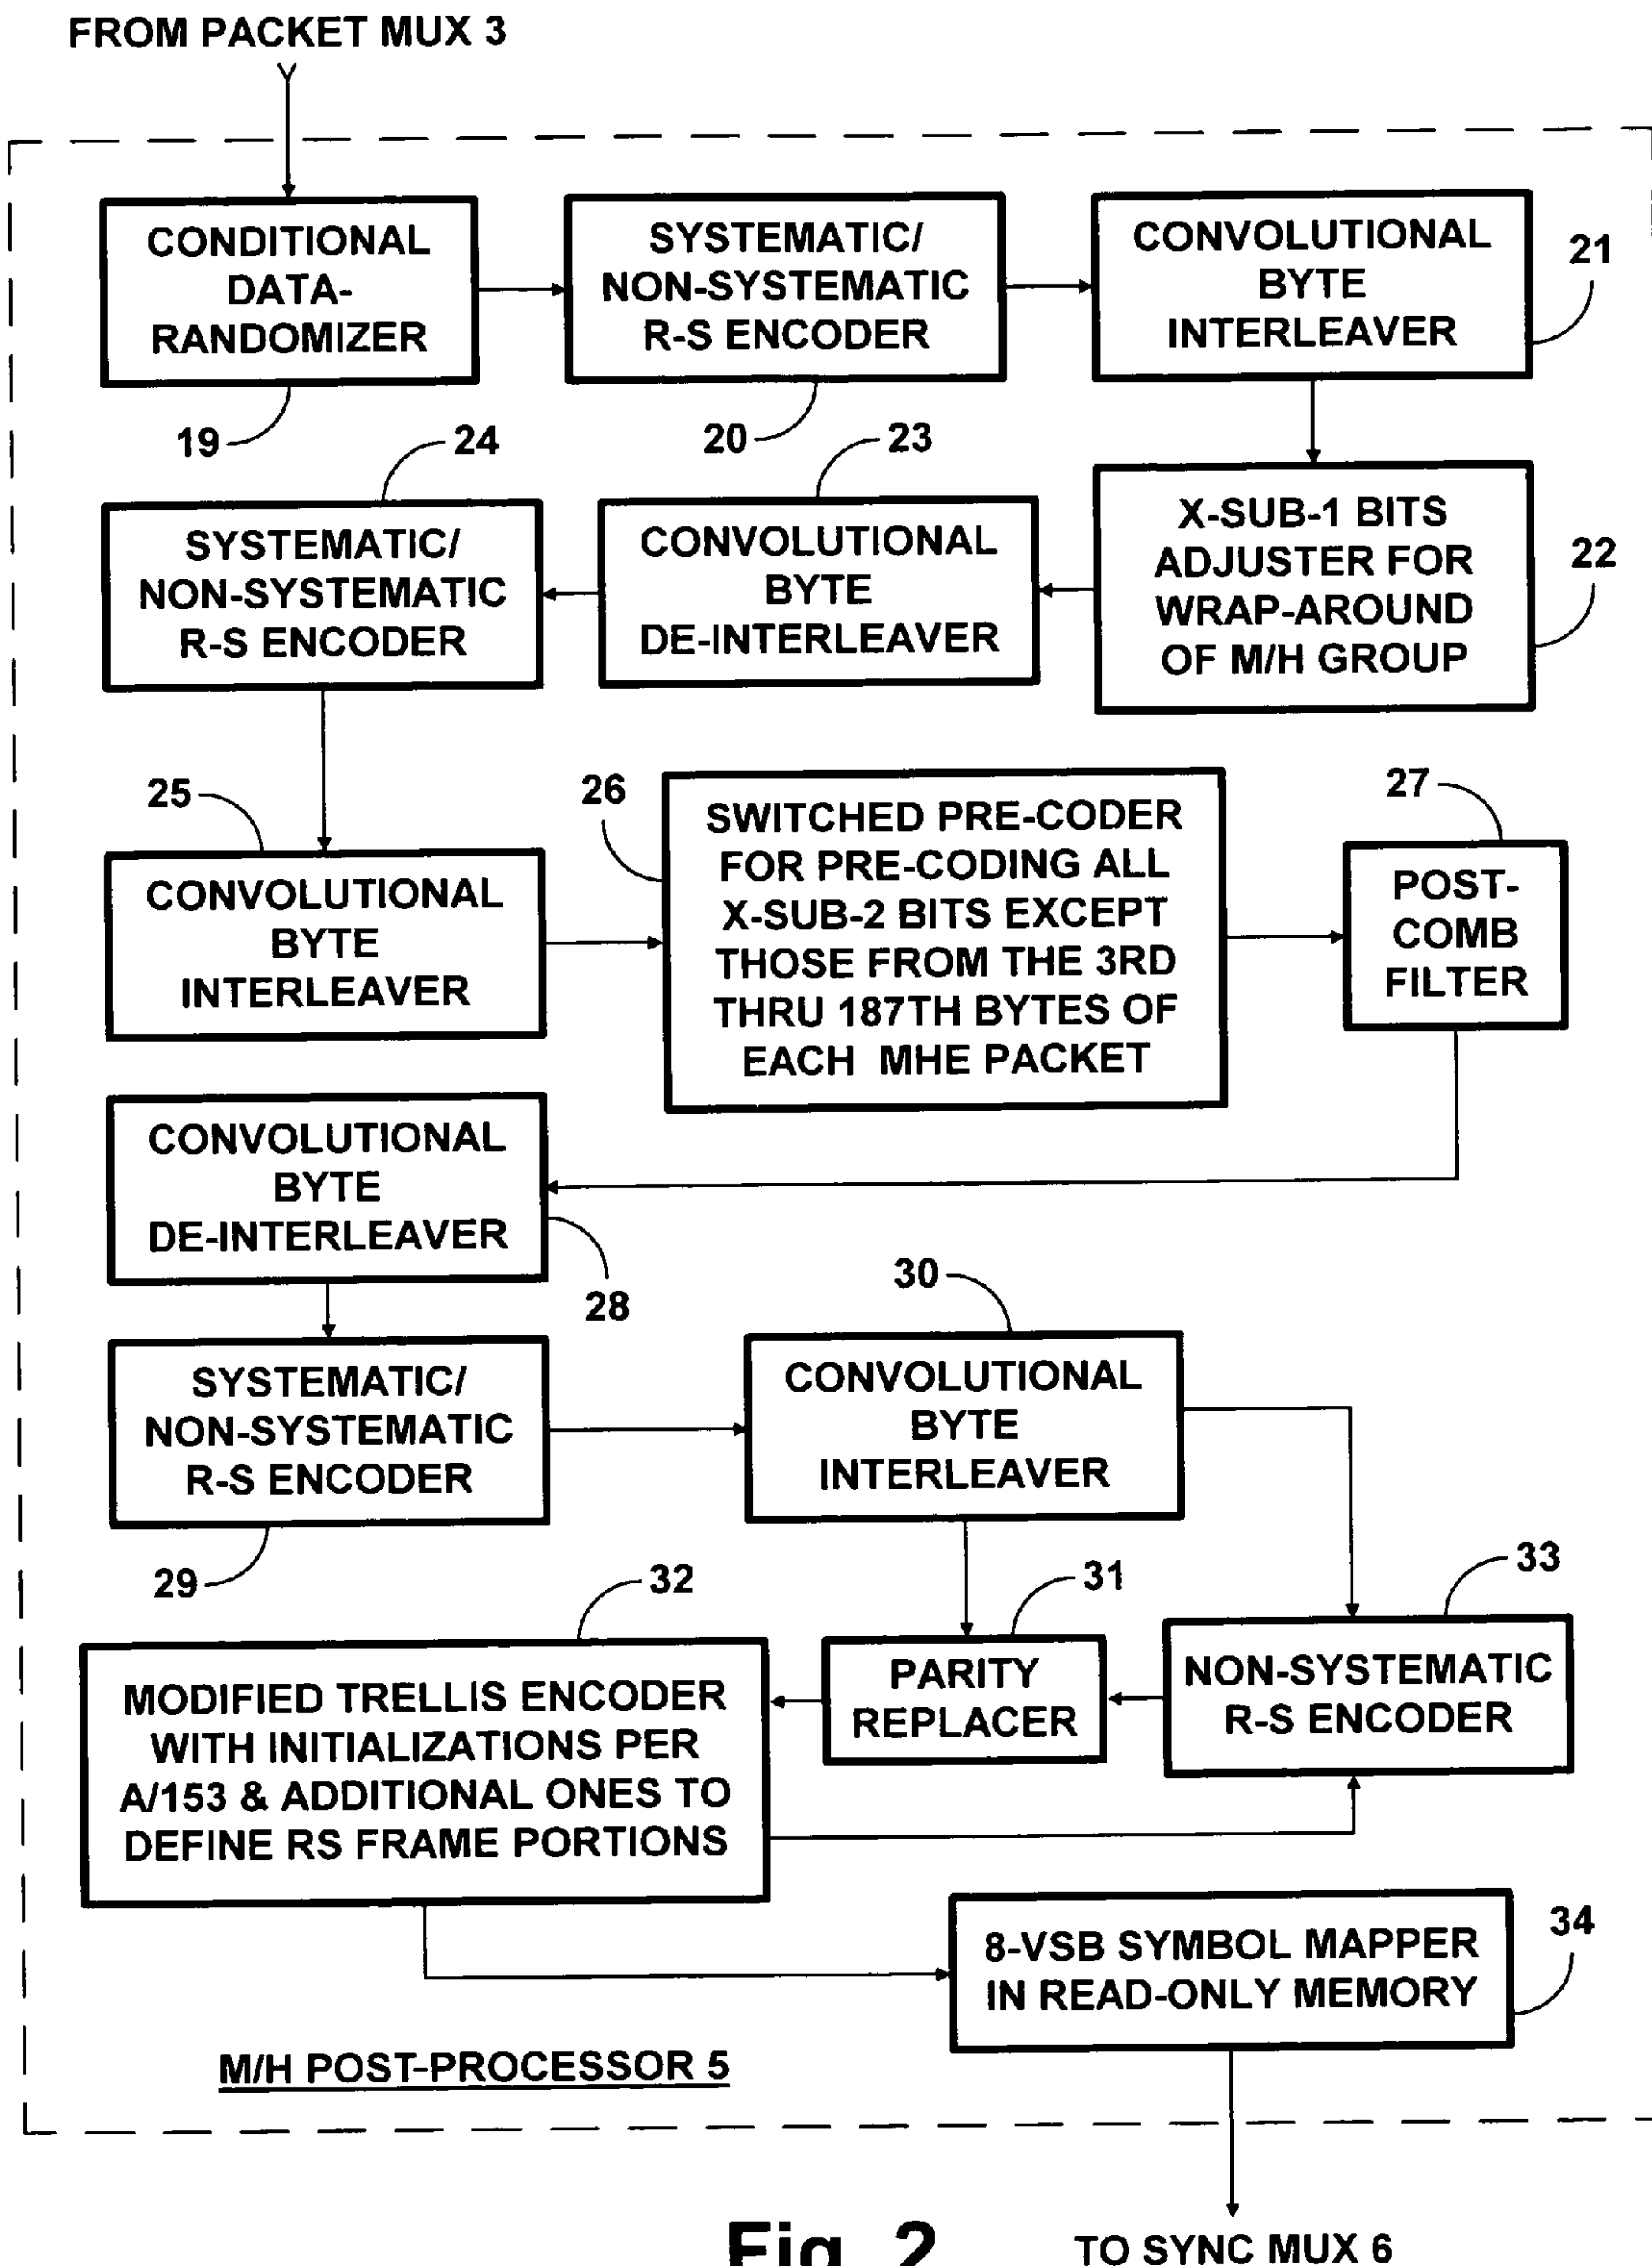 FROM PACKET MUX 3
CONDITIONAL
DATA-
RANDOMIZER
19
SYSTEMATIC/
NON-SYSTEMATIC
R-S ENCODER
20
CONVOLUTIONAL
BYTE
INTERLEAVER
21
X-SUB-1 BITS
ADJUSTER FOR
WRAP-AROUND
OF M/H GROUP
22
CONVOLUTIONAL
BYTE
DE-INTERLEAVER
23
SYSTEMATIC/
NON-SYSTEMATIC
R-S ENCODER
24
25
CONVOLUTIONAL
BYTE
INTERLEAVER
26
SWITCHED PRE-CODER
FOR PRE-CODING ALL
X-SUB-2 BITS EXCEPT
THOSE FROM THE 3RD
THRU 187TH BYTES OF
EACH MHE PACKET
27
POST-
COMB
FILTER
CONVOLUTIONAL
BYTE
DE-INTERLEAVER
28
SYSTEMATIC/
NON-SYSTEMATIC
R-S ENCODER
29
30
CONVOLUTIONAL
BYTE
INTERLEAVER
31
PARITY
REPLACER
33
NON-SYSTEMATIC
R-S ENCODER
32
MODIFIED TRELLIS ENCODER
WITH INITIALIZATIONS PER
A/153 & ADDITIONAL ONES TO
DEFINE RS FRAME PORTIONS
8-VSB SYMBOL MAPPER
IN READ-ONLY MEMORY
34
M/H POST-PROCESSOR 5
Fig. 2
TO SYNC MUX 6